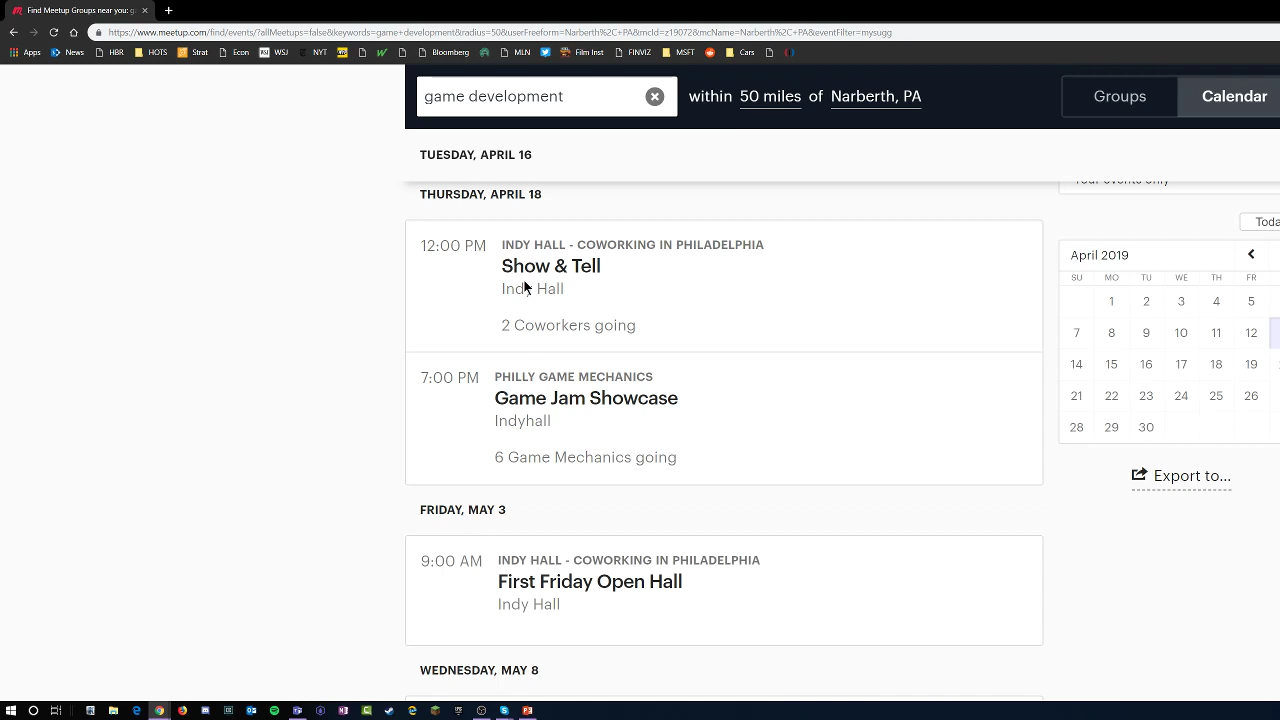 Find Meetup Groups near you: g
https://www.meetup.com/find/events/?allMeetups=false&keywords=game+development&radius=50&userFreeform=Narberth%2C+PA&mcId=z19072&mcName=Narberth%2C+PA&eventFilter=mysugg
Apps News HBR HOTS Strat Econ WSJ NYT Bloomberg MLN Film Inst FINVIZ MSFT Cars
game development within 50 miles of Narberth, PA Groups Calendar
TUESDAY, APRIL 16
Your events only
THURSDAY, APRIL 18
12:00 PM INDY HALL - COWORKING IN PHILADELPHIA
Show & Tell
Indy Hall
2 Coworkers going
7:00 PM PHILLY GAME MECHANICS
Game Jam Showcase
Indyhall
6 Game Mechanics going
FRIDAY, MAY 3
9:00 AM INDY HALL - COWORKING IN PHILADELPHIA
First Friday Open Hall
Indy Hall
WEDNESDAY, MAY 8
Toda
April 2019
SU MO TU WE TH FR
1 2 3 4 5
7 8 9 10 11 12
14 15 16 17 18 19
21 22 23 24 25 26
28 29 30
Export to...